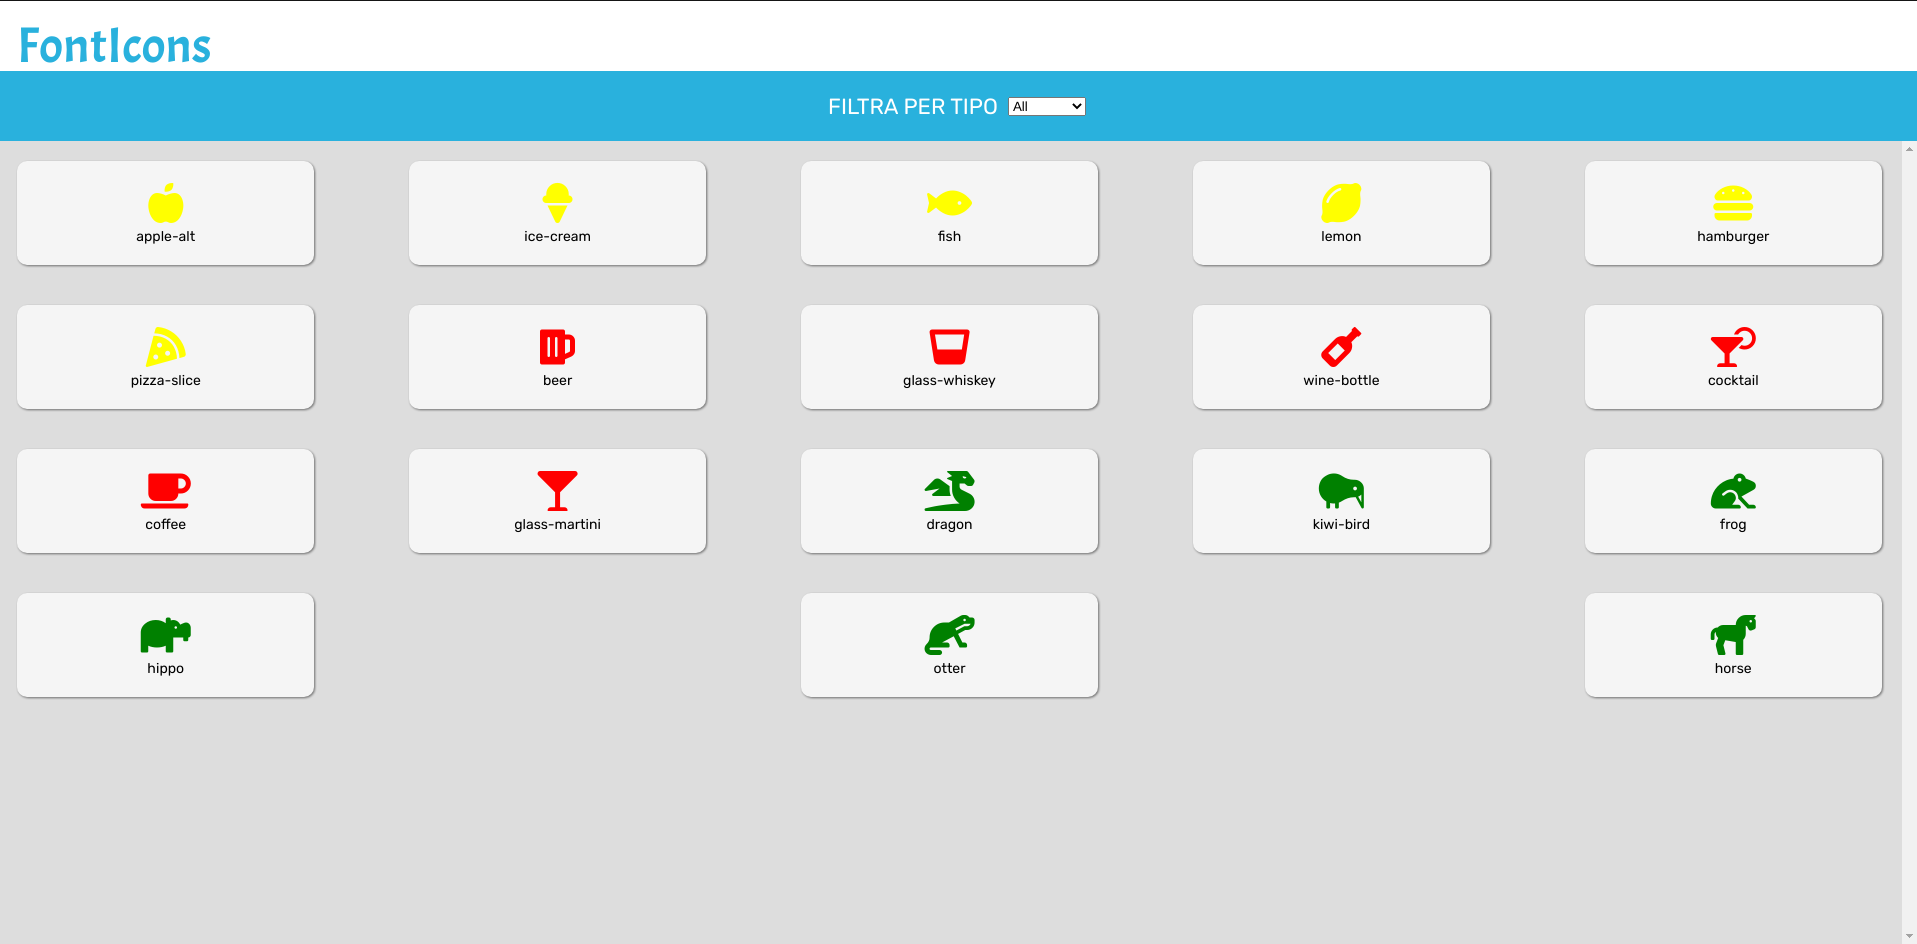 FontIcons
FILTRA PER TIPO All
apple-alt
ice-cream
fish
lemon
hamburger
pizza-slice
beer
glass-whiskey
wine-bottle
cocktail
coffee
glass-martini
dragon
kiwi-bird
frog
hippo
otter
horse